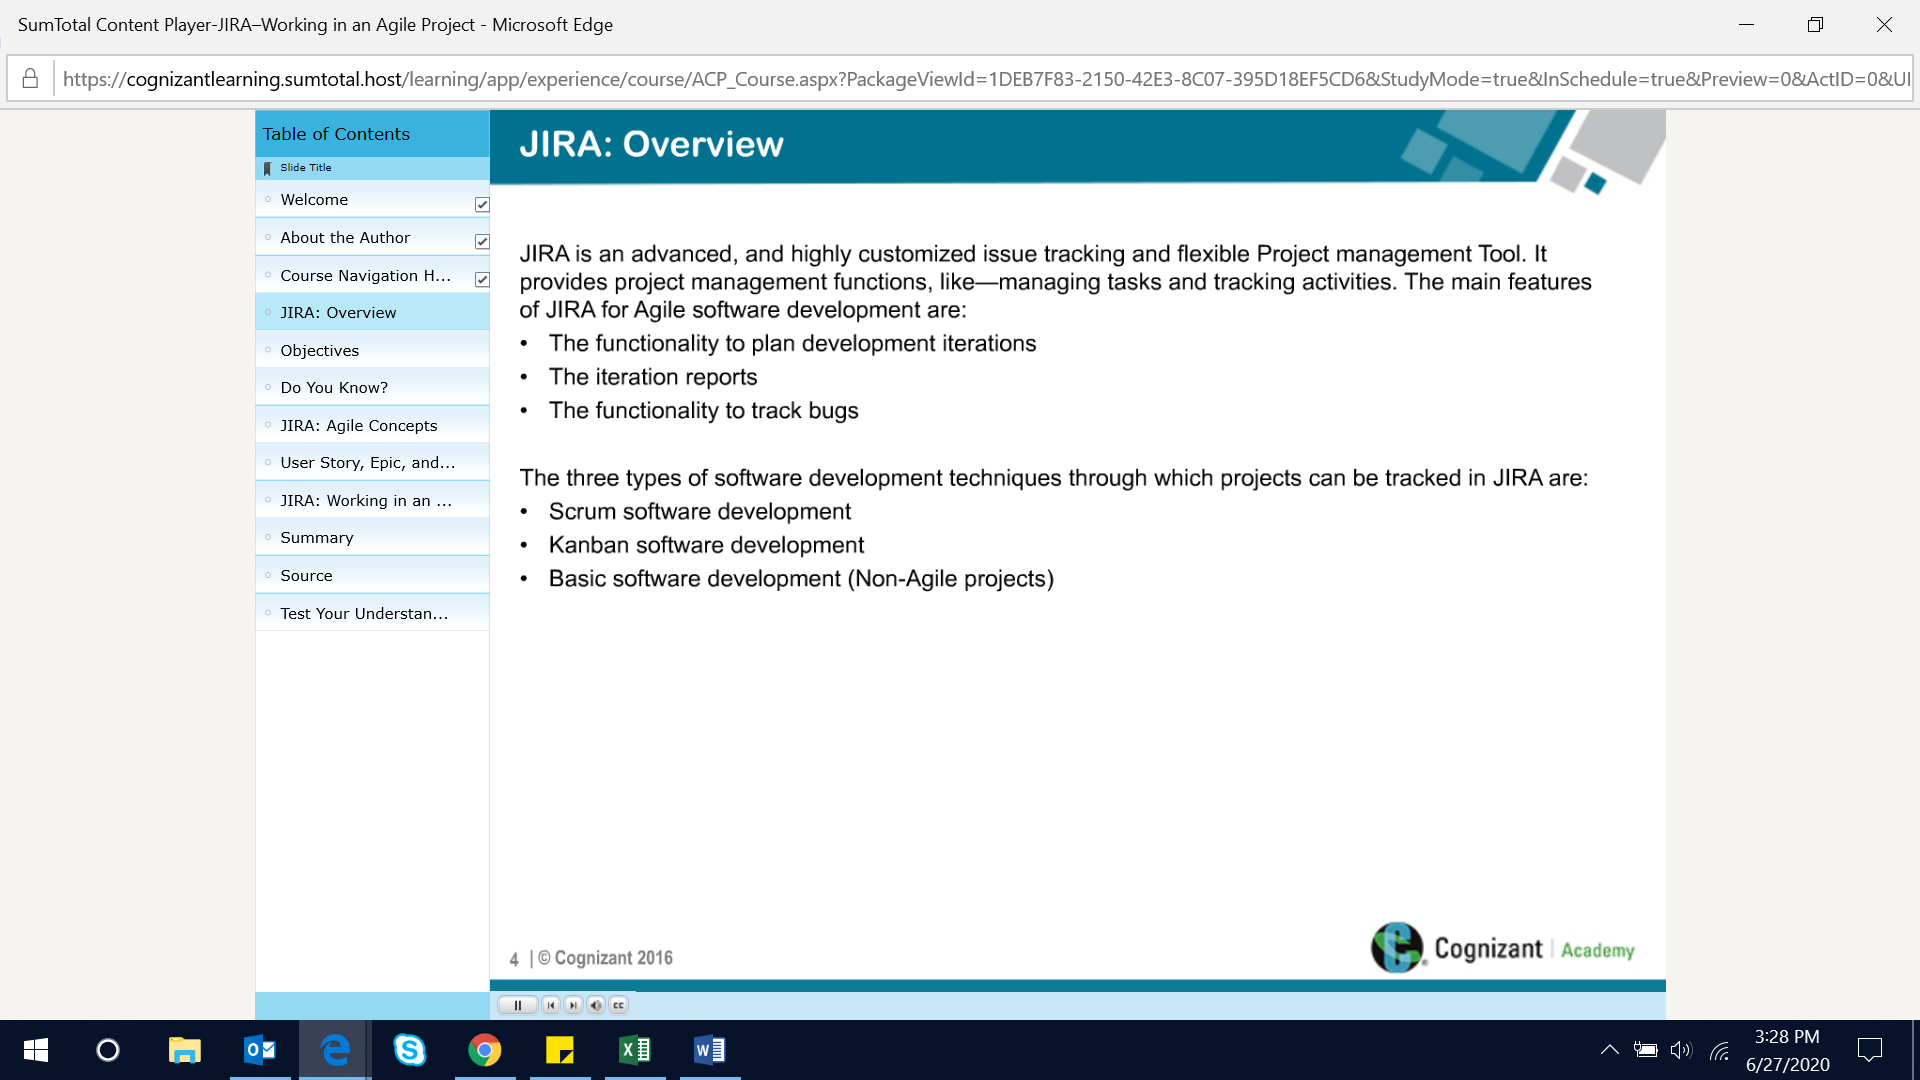 SumTotal Content Player-JIRA–Working in an Agile Project - Microsoft Edge
https://cognizantlearning.sumtotal.host/learning/app/experience/course/ACP_Course.aspx?PackageViewId=1DEB7F83-2150-42E3-8C07-395D18EF5CD6&StudyMode=true&InSchedule=true&Preview=0&ActID=0&UI
Table of Contents
Slide Title
Welcome
About the Author
Course Navigation H...
JIRA: Overview
Objectives
Do You Know?
JIRA: Agile Concepts
User Story, Epic, and...
JIRA: Working in an ...
Summary
Source
Test Your Understan...
JIRA: Overview
JIRA is an advanced, and highly customized issue tracking and flexible Project management Tool. It
provides project management functions, like—managing tasks and tracking activities. The main features
of JIRA for Agile software development are:
• The functionality to plan development iterations
• The iteration reports
• The functionality to track bugs
The three types of software development techniques through which projects can be tracked in JIRA are:
• Scrum software development
• Kanban software development
• Basic software development (Non-Agile projects)
4 | © Cognizant 2016
Cognizant | Academy
CC
3:28 PM
6/27/2020